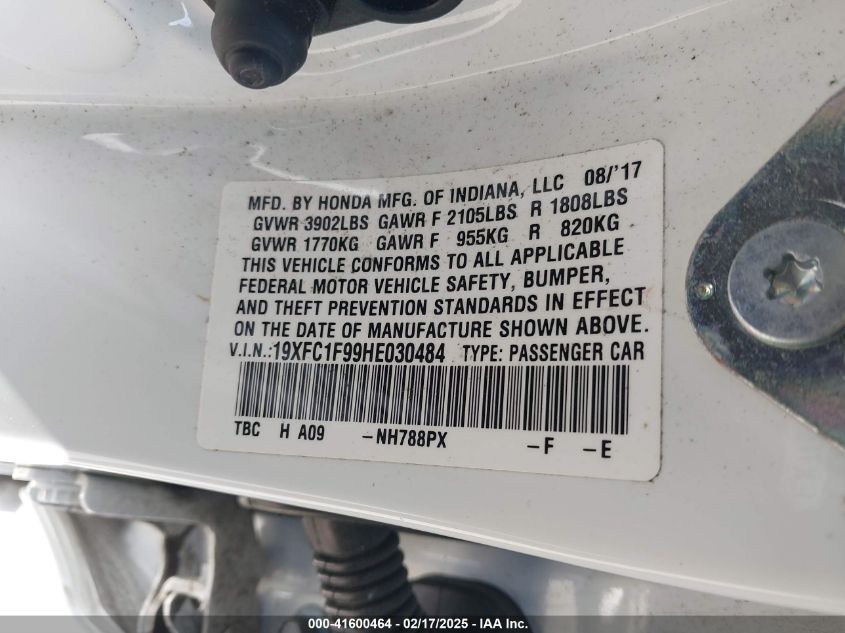 MFD. BY HONDA MFG. OF INDIANA, LLC 08/'17
GVWR 3902LBS GAWR F 2105LBS R 1808LBS
GVWR 1770KG GAWR F 955KG R 820KG
THIS VEHICLE CONFORMS TO ALL APPLICABLE
FEDERAL MOTOR VEHICLE SAFETY, BUMPER,
AND THEFT PREVENTION STANDARDS IN EFFECT
ON THE DATE OF MANUFACTURE SHOWN ABOVE.
V.I.N.:19XFC1F99HE030484 TYPE: PASSENGER CAR
TBC H A09 -NH788PX -F -E
000-41600464 - 02/17/2025 - IAA Inc.